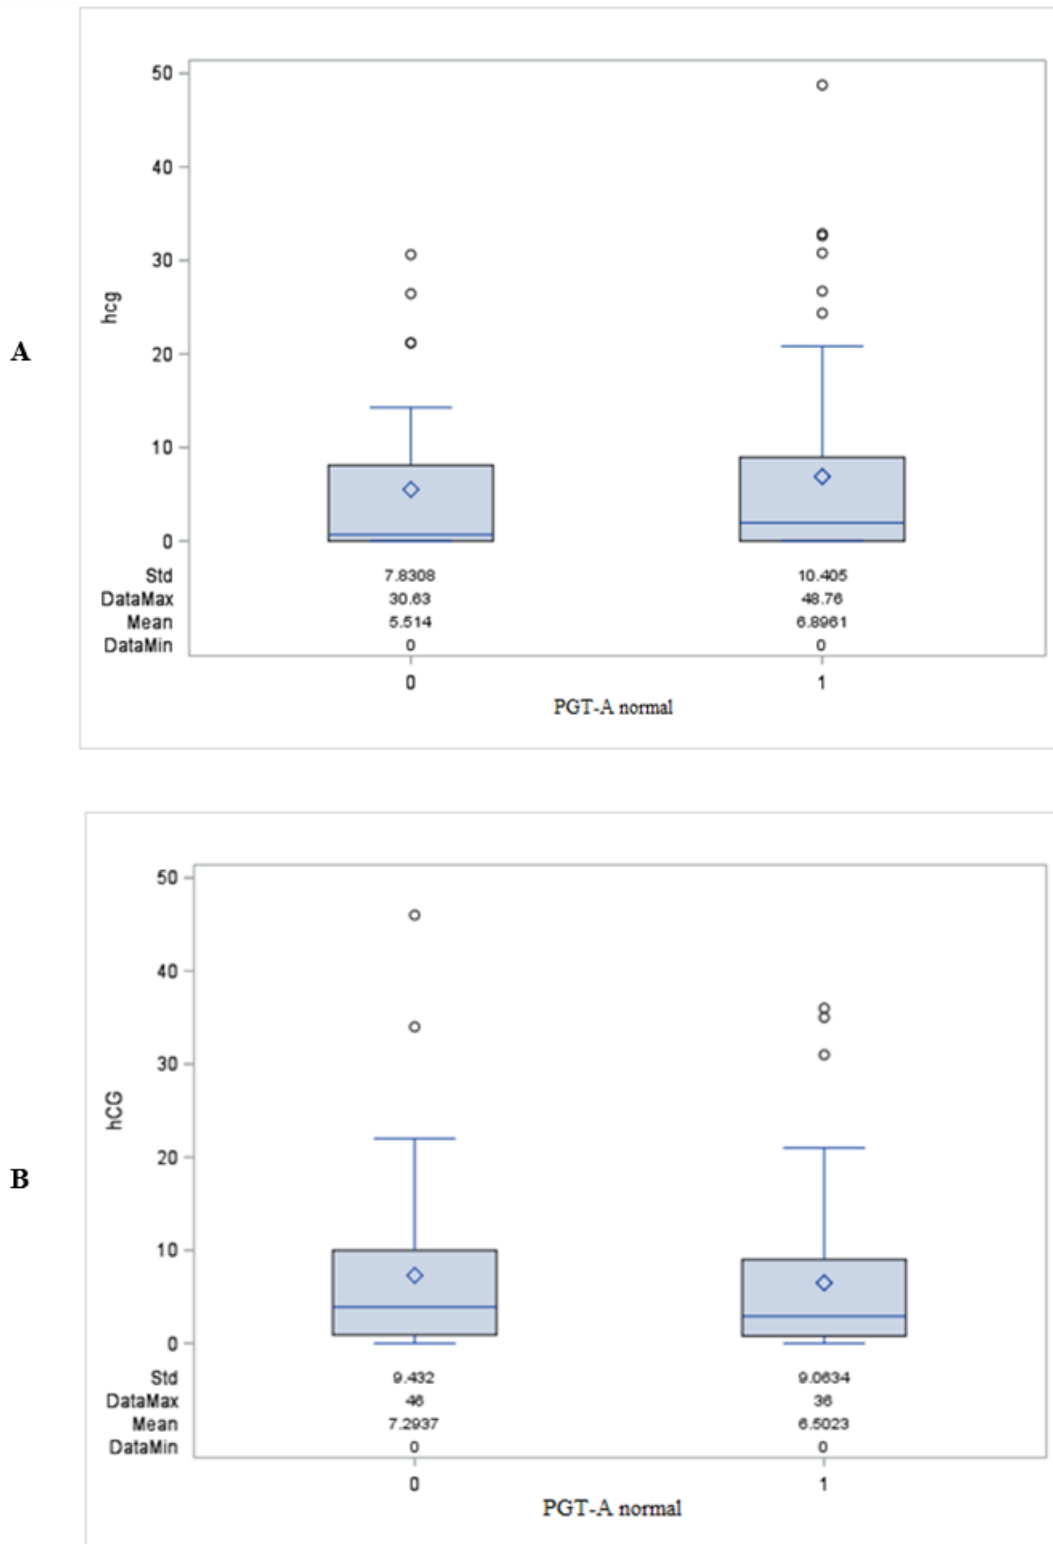 A
hcg
50
40
30
20
10
0
Std 7.8308 10.405
DataMax 30.63 48.76
Mean 5.514 6.8961
DataMin 0 0
0 1
PGT-A normal
B
hCG
50
40
30
20
10
0
Std 9.432 9.0634
DataMax 46 36
Mean 7.2937 6.5023
DataMin 0 0
0 1
PGT-A normal